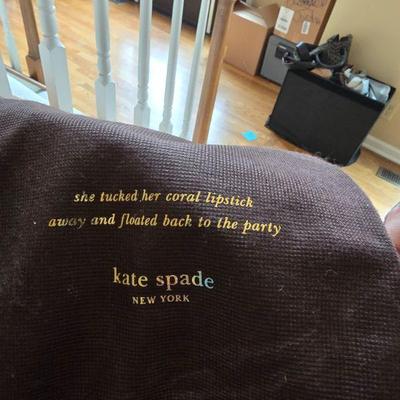 she tucked her coral lipstick
away and floated back to the party
kate spade
NEW YORK